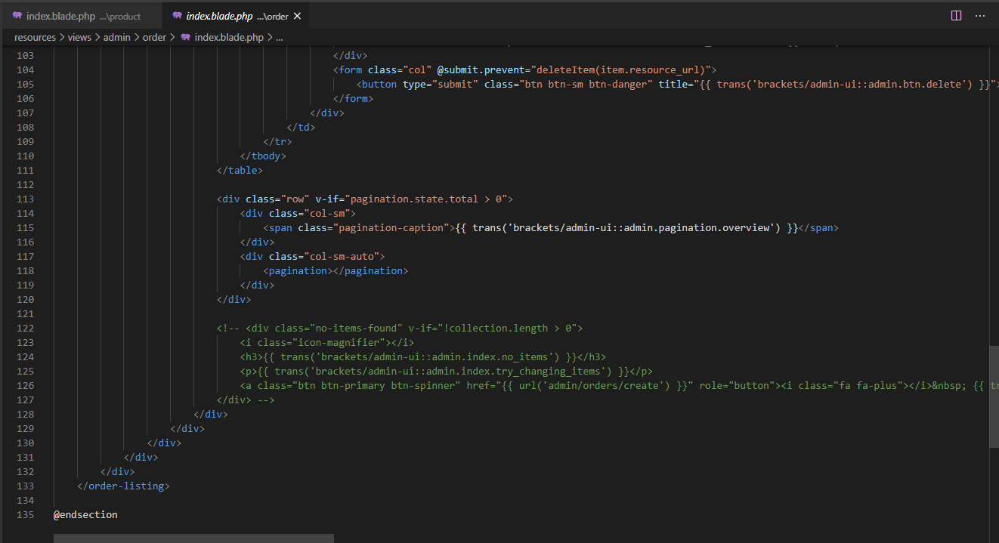 index.blade.php ...\product
index.blade.php ...\order
resources > views > admin > order > index.blade.php > ...
103 </div>
104 <form class="col" @submit.prevent="deleteItem(item.resource_url)">
105 <button type="submit" class="btn btn-sm btn-danger" title="{{ trans('brackets/admin-ui::admin.btn.delete') }}">
106 </form>
107 </div>
108 </td>
109 </tr>
110 </tbody>
111 </table>
112
113 <div class="row" v-if="pagination.state.total > 0">
114 <div class="col-sm">
115 <span class="pagination-caption">{{ trans('brackets/admin-ui::admin.pagination.overview') }}</span>
116 </div>
117 <div class="col-sm-auto">
118 <pagination></pagination>
119 </div>
120 </div>
121
122 <!-- <div class="no-items-found" v-if="!collection.length > 0">
123 <i class="icon-magnifier"></i>
124 <h3>{{ trans('brackets/admin-ui::admin.index.no_items') }}</h3>
125 <p>{{ trans('brackets/admin-ui::admin.index.try_changing_items') }}</p>
126 <a class="btn btn-primary btn-spinner" href="{{ url('admin/orders/create') }}" role="button"><i class="fa fa-plus"></i>&nbsp; {{
127 </div> -->
128 </div>
129 </div>
130 </div>
131 </div>
132 </div>
133 </order-listing>
134
135 @endsection